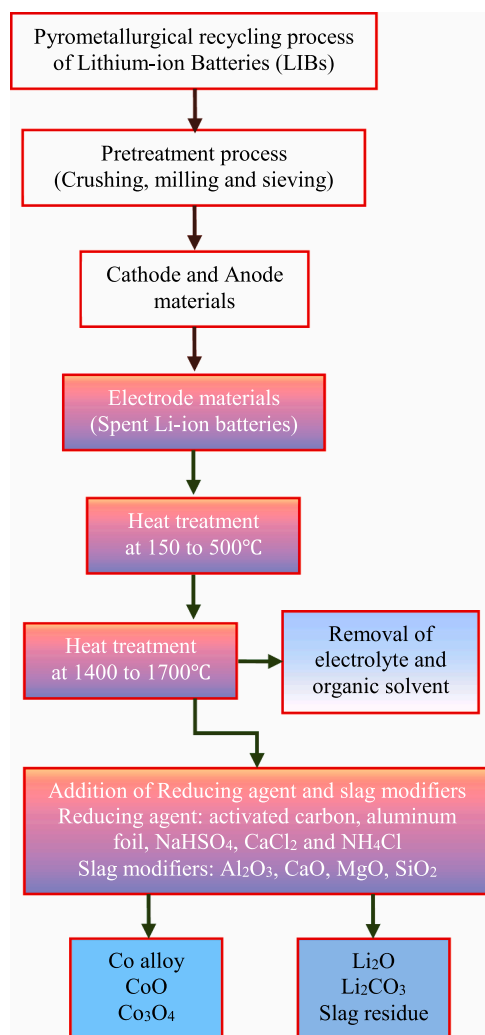 Pyrometallurgical recycling process
of Lithium-ion Batteries (LIBs)
Pretreatment process
(Crushing, milling and sieving)
Cathode and Anode
materials
Electrode materials
(Spent Li-ion batteries)
Heat treatment
at 150 to 500℃
Heat treatment
at 1400 to 1700℃
Removal of
electrolyte and
organic solvent
Addition of Reducing agent and slag modifiers
Reducing agent: activated carbon, aluminum
foil, NaHSO₄, CaCl₂ and NH₄Cl
Slag modifiers: Al₂O₃, CaO, MgO, SiO₂
Co alloy
CoO
Co₃O₄
Li₂O
Li₂CO₃
Slag residue